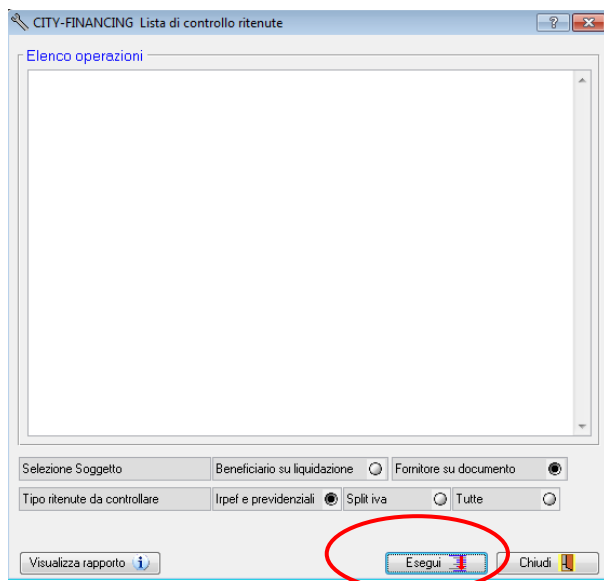 CITY-FINANCING Lista di controllo ritenute
Elenco operazioni
Selezione Soggetto Beneficiario su liquidazione Fornitore su documento
Tipo ritenute da controllare Irpef e previdenziali Split iva Tutte
Visualizza rapporto Esegui Chiudi